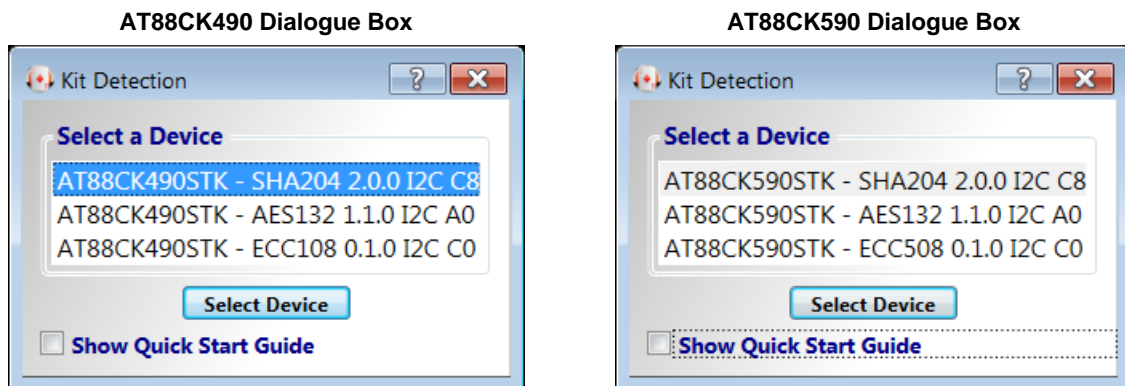 AT88CK490 Dialogue Box
Kit Detection
Select a Device
AT88CK490STK - SHA204 2.0.0 I2C C8
AT88CK490STK - AES132 1.1.0 I2C A0
AT88CK490STK - ECC108 0.1.0 I2C C0
Select Device
Show Quick Start Guide
AT88CK590 Dialogue Box
Kit Detection
Select a Device
AT88CK590STK - SHA204 2.0.0 I2C C8
AT88CK590STK - AES132 1.1.0 I2C A0
AT88CK590STK - ECC508 0.1.0 I2C C0
Select Device
Show Quick Start Guide